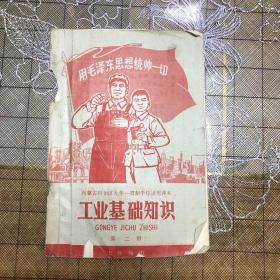 用毛泽东思想统帅一切
内蒙古自治区九年一贯制学校试用课本
工业基础知识
GONGYE JICHU ZHISHI
第二册